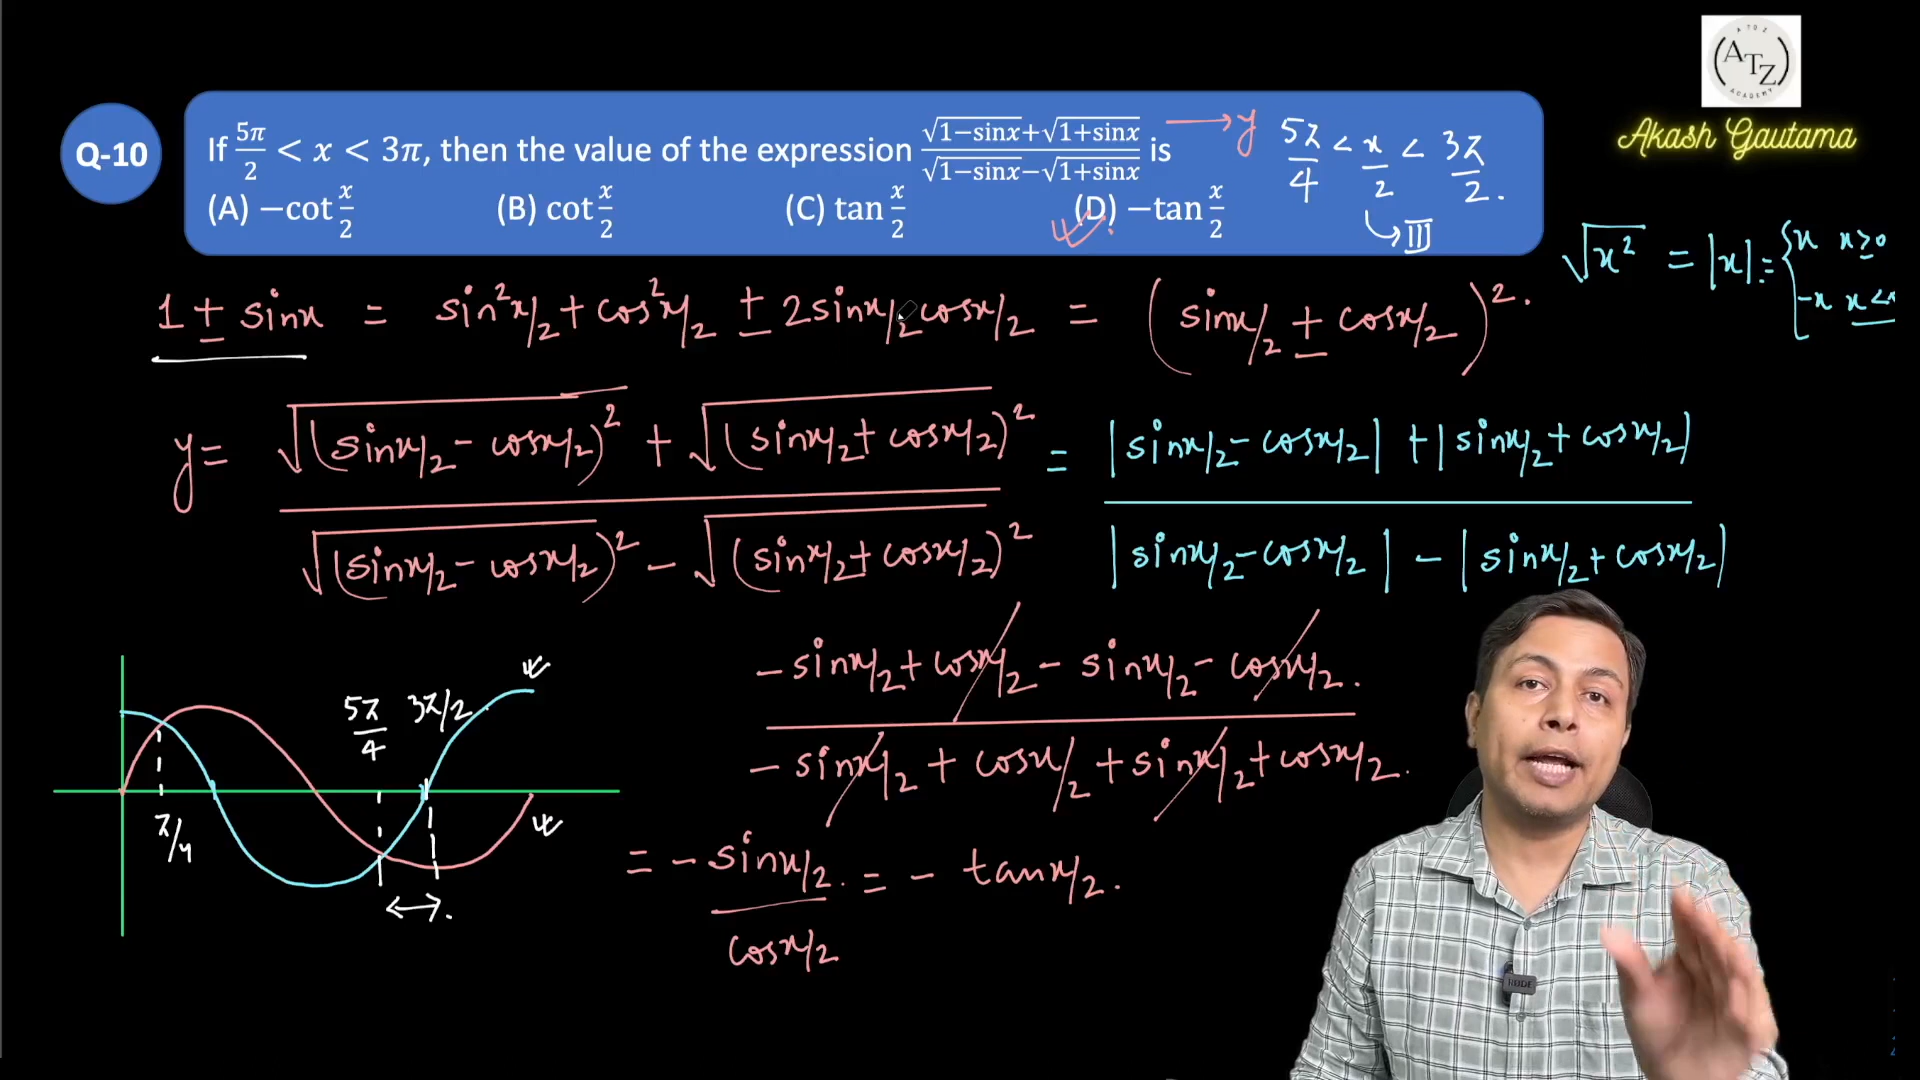 A TO Z
ATZ
ACADEMY
Akash Gautama
Q-10
If 5π/2 < x < 3π, then the value of the expression (√(1−sinx)+√(1+sinx))/(√(1−sinx)−√(1+sinx)) is → y
(A) −cot x/2 (B) cot x/2 (C) tan x/2 (D) −tan x/2
5π/4 < x/2 < 3π/2.
→ III
√x² = |x| = { x x≥0
-x x<
1 ± sinx = sin²x/2 + cos²x/2 ± 2sinx/2 cosx/2 = (sinx/2 ± cosx/2)².
y = (√(sinx/2 - cosx/2)² + √(sinx/2 + cosx/2)²)/(√(sinx/2 - cosx/2)² - √(sinx/2 + cosx/2)²) = (|sinx/2 - cosx/2| + |sinx/2 + cosx/2|)/(|sinx/2 - cosx/2| - |sinx/2 + cosx/2|)
-sinx/2 + cosx/2 - sinx/2 - cosx/2.
-sinx/2 + cosx/2 + sinx/2 + cosx/2.
= - sinx/2 / cosx/2 . = - tanx/2.
5π/4 3π/2
π/4
RODE